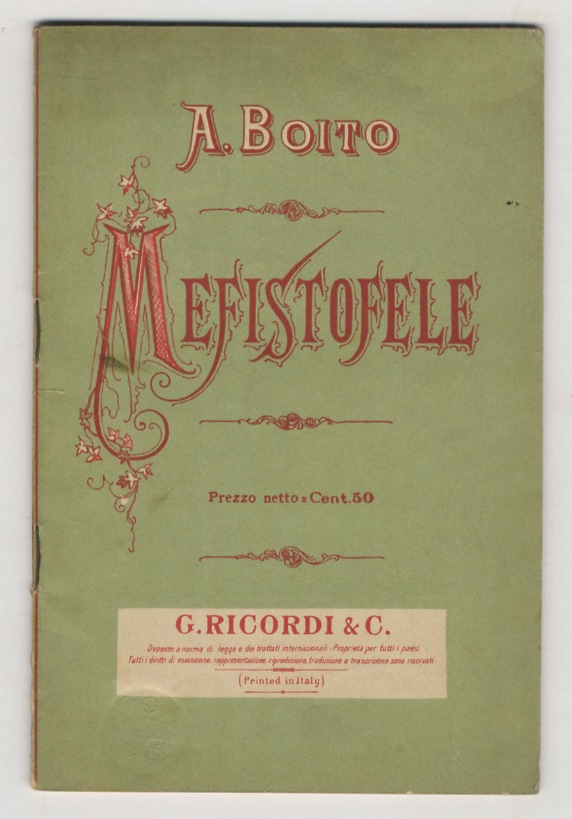 A. BOITO
MEFISTOFELE
Prezzo netto = Cent. 50
G. RICORDI & C.
Deposto a norma di legge e dei trattati internazionali - Proprietà per tutti i paesi
Tutti i diritti di esecuzione, rappresentazione, riproduzione, traduzione e trascrizione sono riservati
(Printed in Italy)